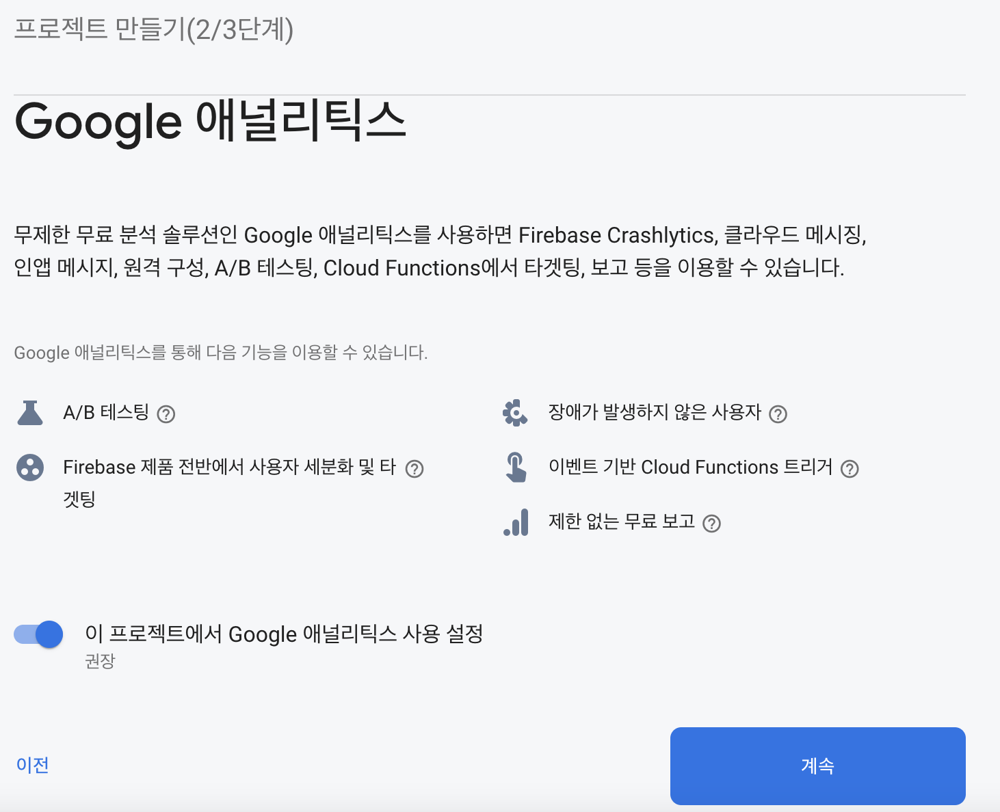 프로젝트 만들기(2/3단계)
Google 애널리틱스
무제한 무료 분석 솔루션인 Google 애널리틱스를 사용하면 Firebase Crashlytics, 클라우드 메시징,
인앱 메시지, 원격 구성, A/B 테스팅, Cloud Functions에서 타겟팅, 보고 등을 이용할 수 있습니다.
Google 애널리틱스를 통해 다음 기능을 이용할 수 있습니다.
A/B 테스팅 ?
Firebase 제품 전반에서 사용자 세분화 및 타 ?
겟팅
장애가 발생하지 않은 사용자 ?
이벤트 기반 Cloud Functions 트리거 ?
제한 없는 무료 보고 ?
이 프로젝트에서 Google 애널리틱스 사용 설정
권장
이전
계속